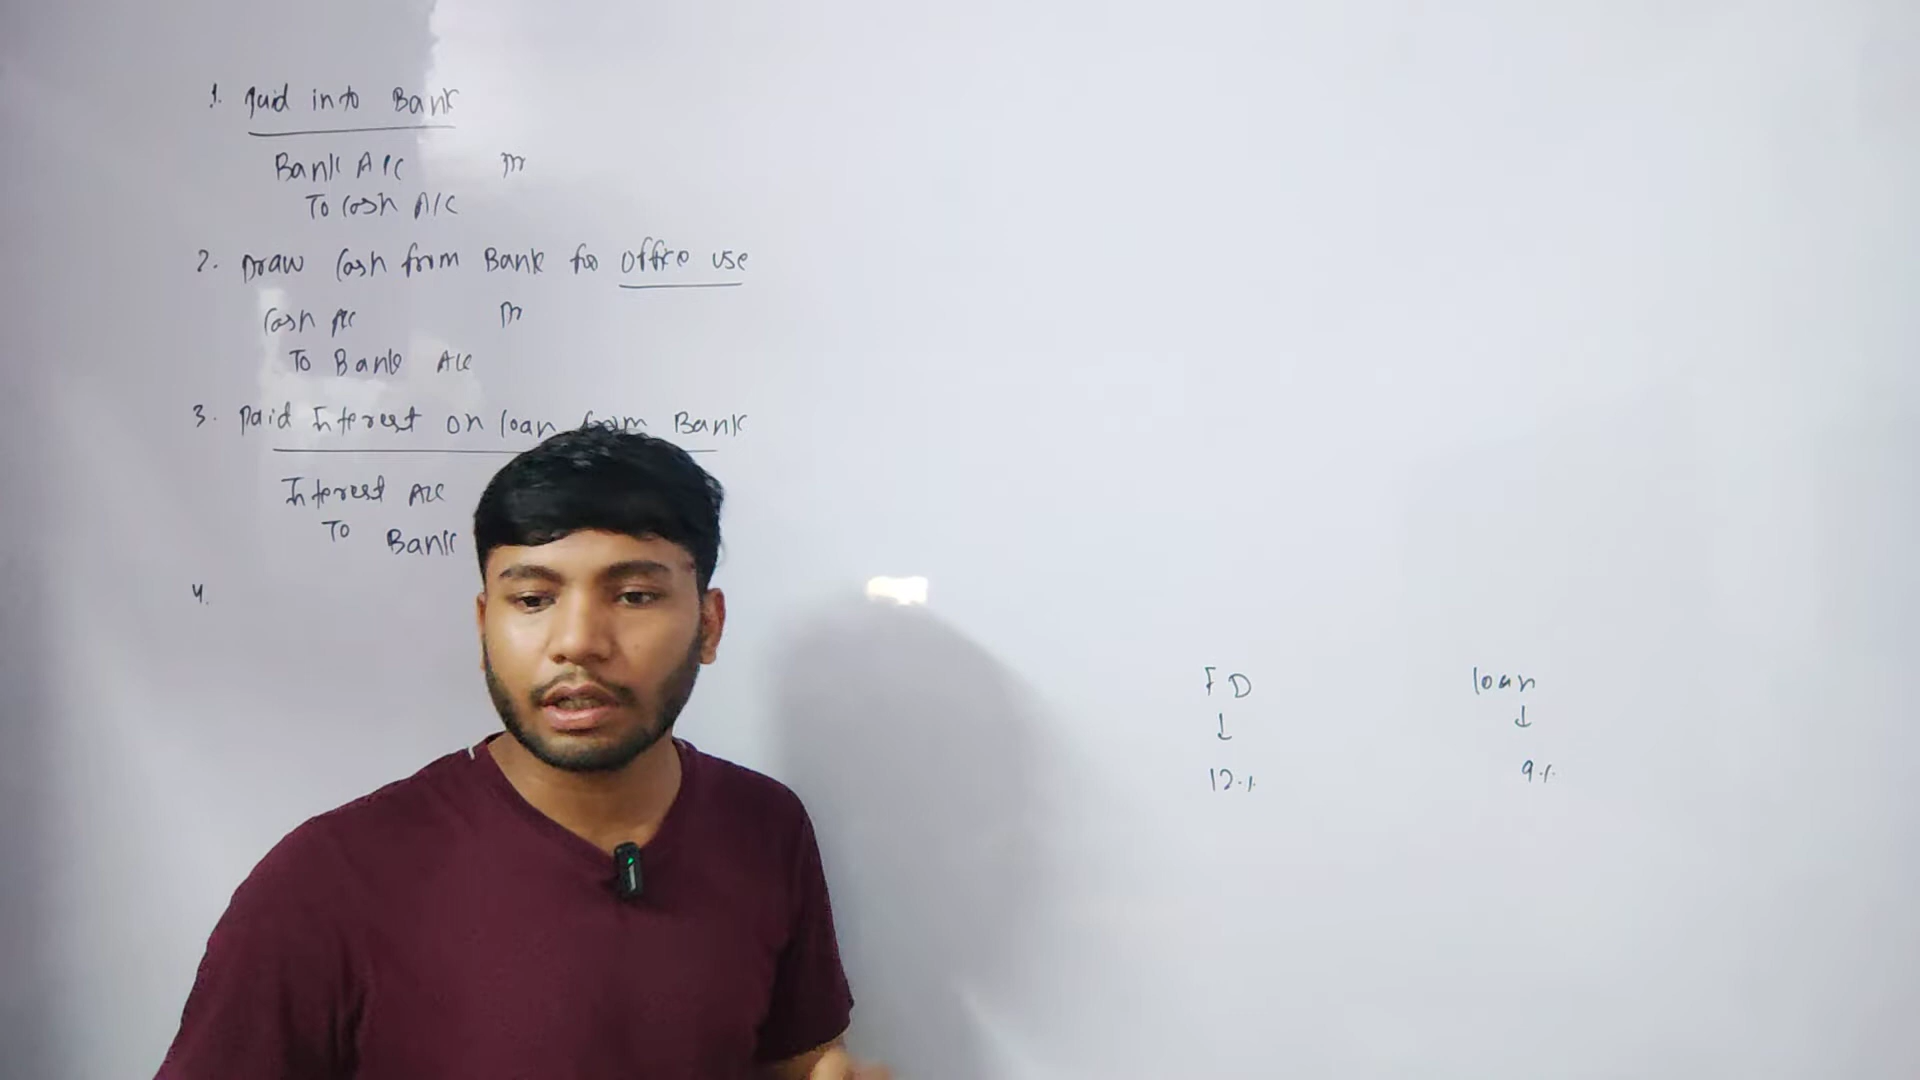 1. Paid into Bank
Bank A/C Dr
To Cash A/C
2. Draw Cash from Bank for office use
Cash A/C Dr
To Bank A/C
3. Paid Interest on loan from Bank
Interest A/C
To Bank
4.
FD loan
↓ ↓
12% 9%